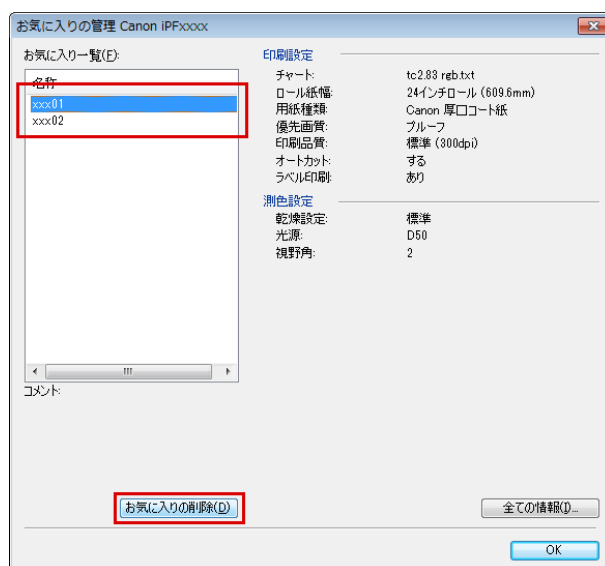 お気に入りの管理 Canon iPFxxxx
お気に入り一覧(F):
名称
xxx01
xxx02
コメント:
お気に入りの削除(D)
印刷設定
チャート: tc2.83 rgb.txt
ロール紙幅: 24インチロール (609.6mm)
用紙種類: Canon 厚口コート紙
優先画質: プルーフ
印刷品質: 標準 (300dpi)
オートカット: する
ラベル印刷: あり
測色設定
乾燥設定: 標準
光源: D50
視野角: 2
全ての情報(I)...
OK